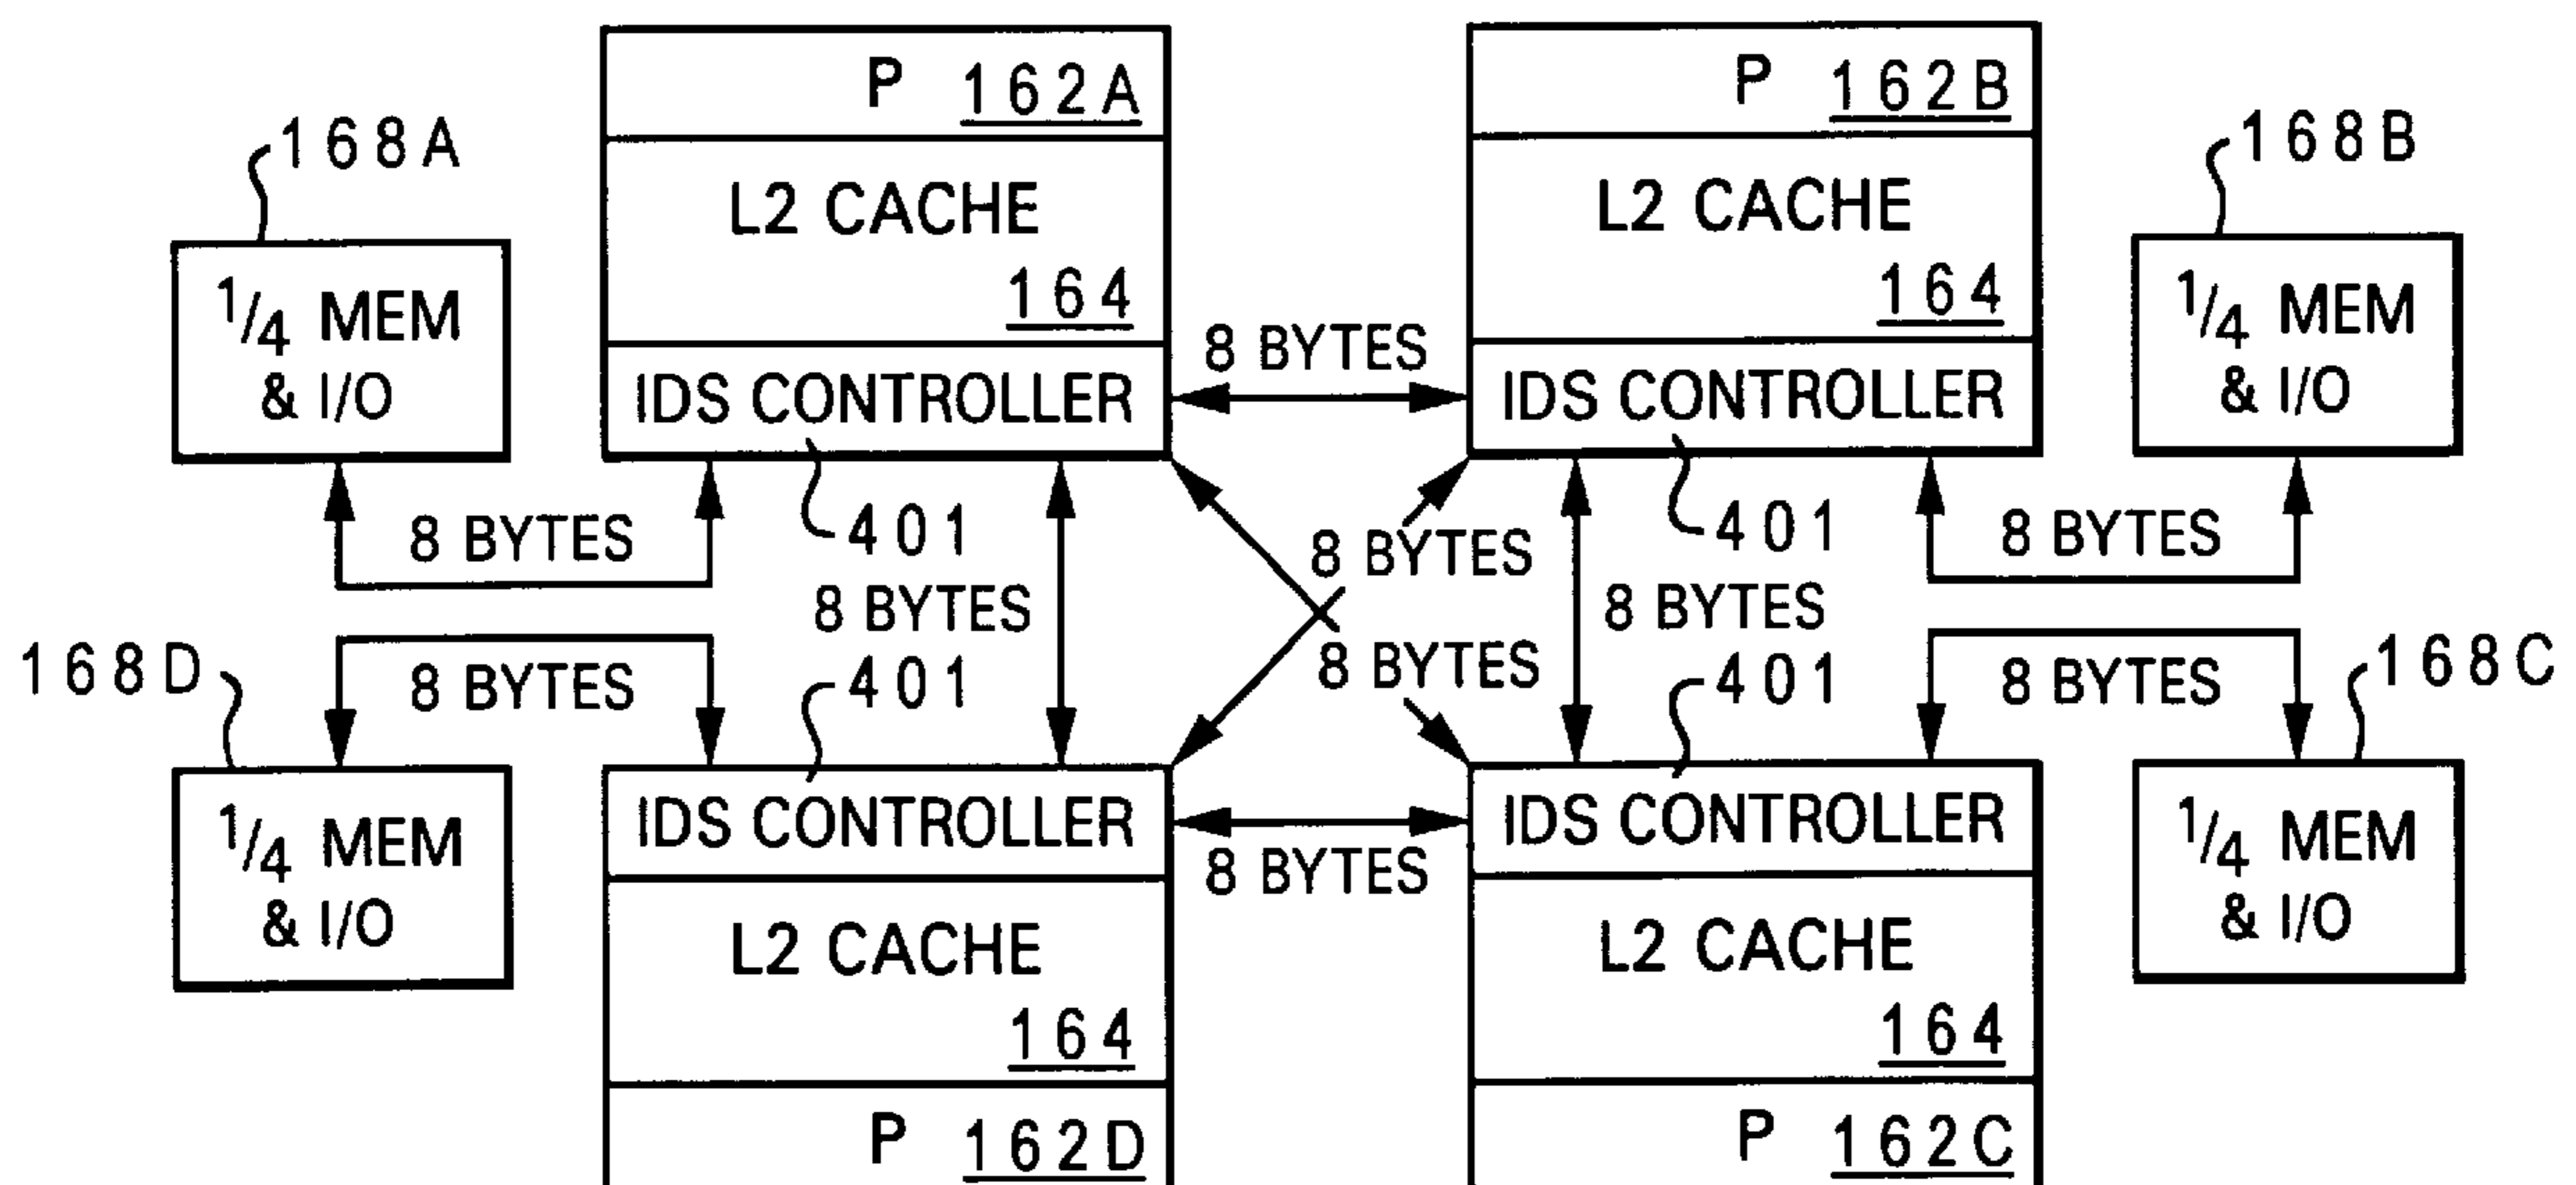 P 162A
P 162B
168A
168B
L2 CACHE
164
L2 CACHE
164
1/4 MEM
& I/O
1/4 MEM
& I/O
8 BYTES
IDS CONTROLLER
IDS CONTROLLER
401
401
8 BYTES
8 BYTES
8 BYTES
8 BYTES
8 BYTES
8 BYTES
168D
8 BYTES
401
401
8 BYTES
168C
1/4 MEM
& I/O
IDS CONTROLLER
8 BYTES
IDS CONTROLLER
1/4 MEM
& I/O
L2 CACHE
164
L2 CACHE
164
P 162D
P 162C